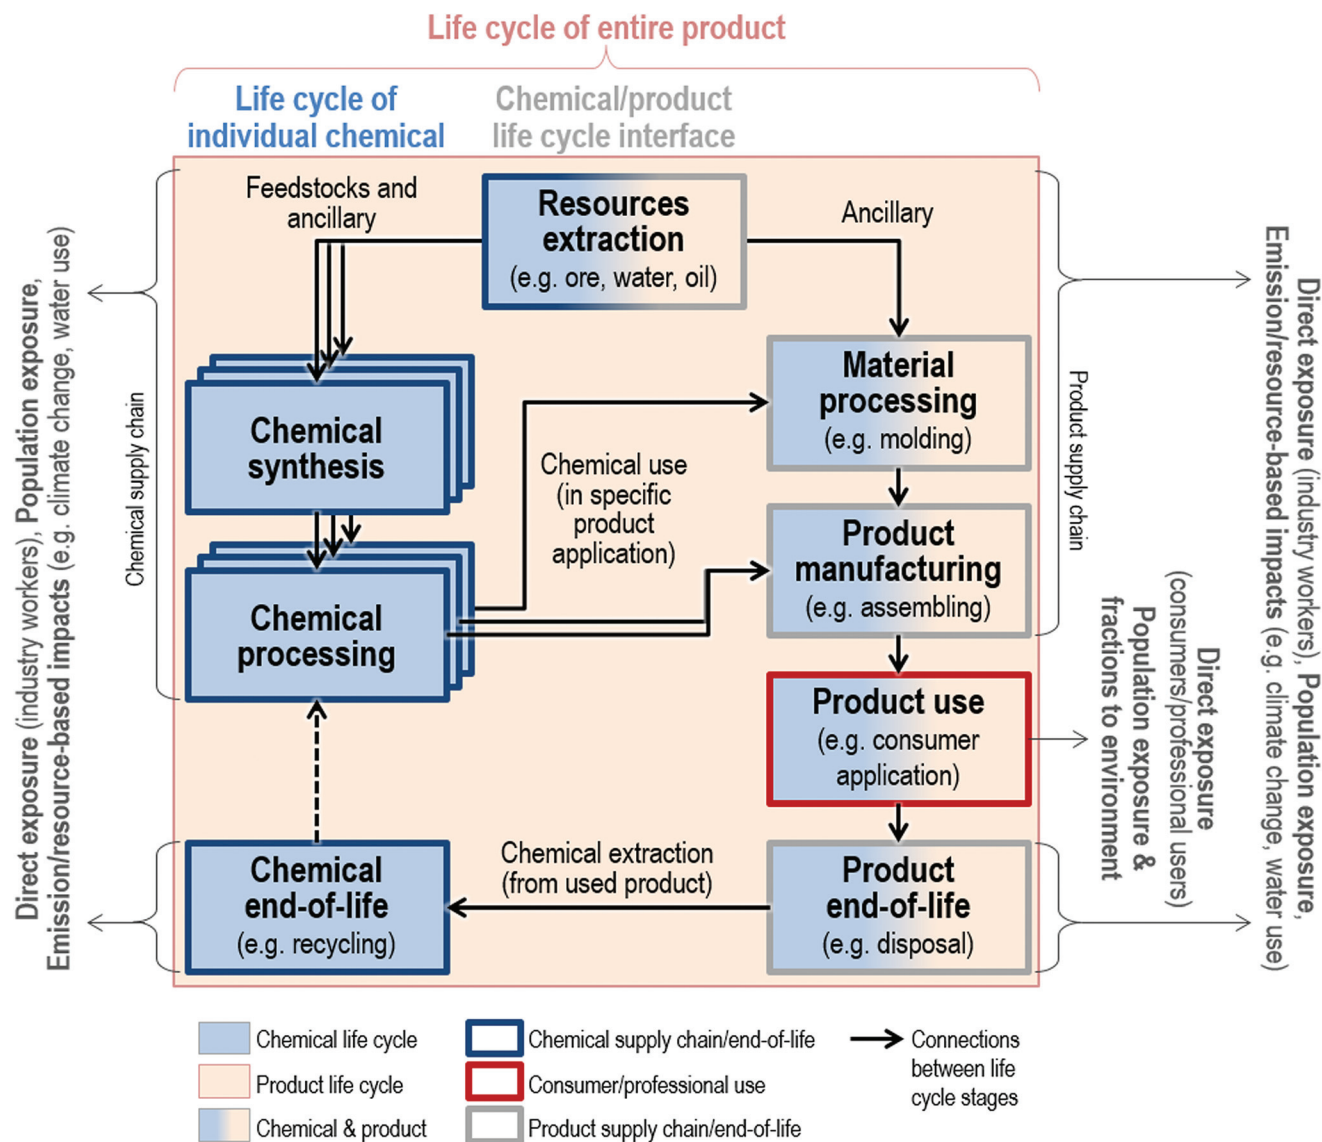 Life cycle of entire product
Life cycle of
individual chemical
Chemical/product
life cycle interface
Feedstocks and
ancillary
Resources
extraction
(e.g. ore, water, oil)
Ancillary
Chemical
synthesis
Material
processing
(e.g. molding)
Chemical use
(in specific
product
application)
Product
manufacturing
(e.g. assembling)
Chemical
processing
Product use
(e.g. consumer
application)
Chemical
end-of-life
(e.g. recycling)
Chemical extraction
(from used product)
Product
end-of-life
(e.g. disposal)
Direct exposure (industry workers), Population exposure,
Emission/resource-based impacts (e.g. climate change, water use)
Chemical supply chain
Product supply chain
Direct exposure
(consumers/professional users)
Population exposure &
fractions to environment
Direct exposure (industry workers), Population exposure,
Emission/resource-based impacts (e.g. climate change, water use)
Chemical life cycle
Product life cycle
Chemical & product
Chemical supply chain/end-of-life
Consumer/professional use
Product supply chain/end-of-life
Connections
between life
cycle stages